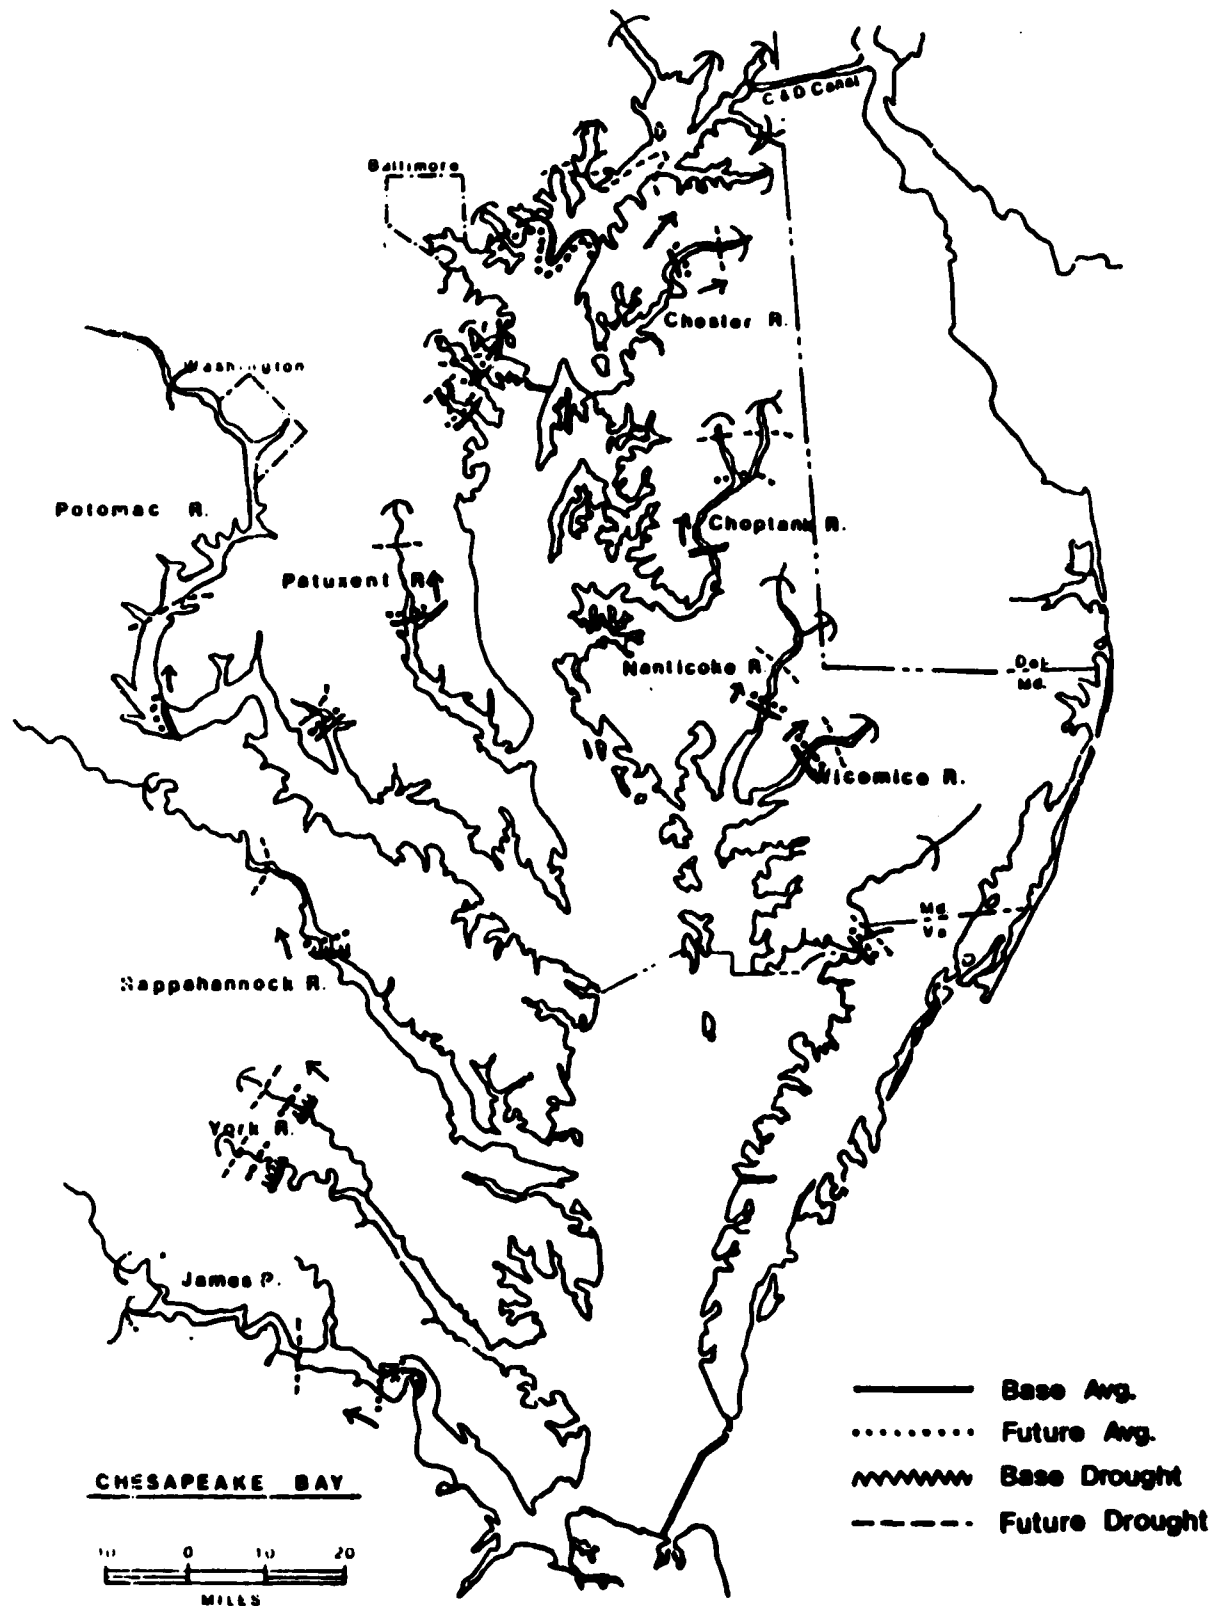 C & D Canal
Baltimore
Chester R.
Washington
Potomac R.
Choptank R.
Patuxent R.
Nanticoke R.
Del.
Md.
Wicomico R.
Md.
Va
Rappahannock R.
York R.
James R.
Base Avg.
Future Avg.
Base Drought
Future Drought
CHESAPEAKE BAY
10 0 10 20
MILES